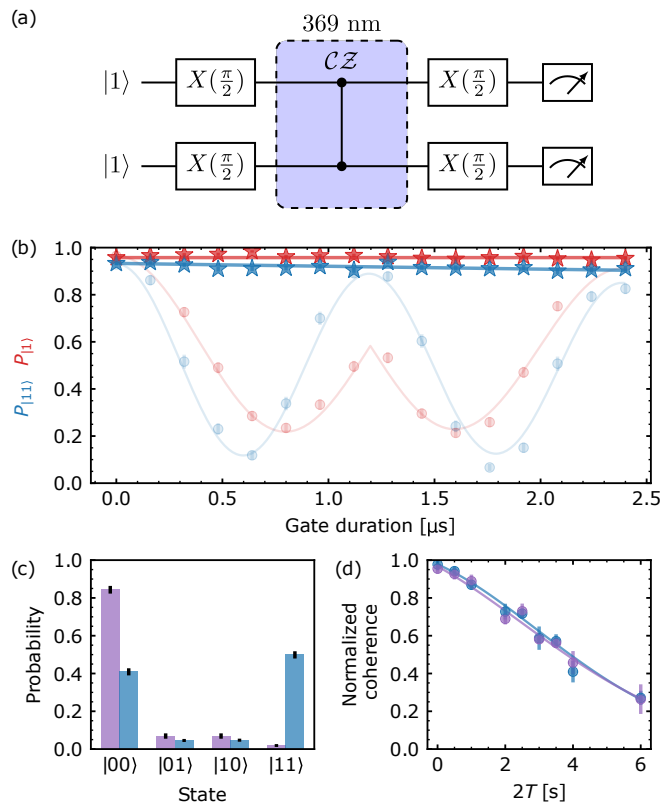 (a)
369 nm
𝒞𝒵
|1⟩ X(π/2) X(π/2)
|1⟩ X(π/2) X(π/2)
(b)
P|11⟩ P|1⟩
1.0
0.8
0.6
0.4
0.2
0.0
0.0 0.5 1.0 1.5 2.0 2.5
Gate duration [μs]
(c)
Probability
1.0
0.8
0.6
0.4
0.2
0.0
|00⟩ |01⟩ |10⟩ |11⟩
State
(d)
Normalized
coherence
1.0
0.8
0.6
0.4
0.2
0.0
0 2 4 6
2T [s]